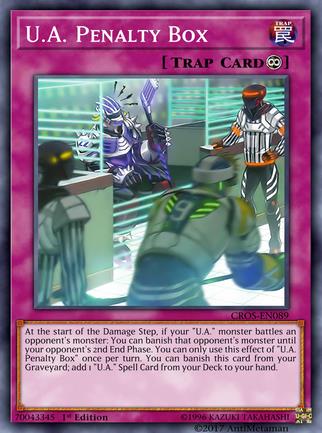 U.A. PENALTY BOX
TRAP
罠
[TRAP CARD∞]
9
CROS-EN089
At the start of the Damage Step, if your "U.A." monster battles an
opponent's monster: You can banish that opponent's monster until
your opponent's 2nd End Phase. You can only use this effect of "U.A.
Penalty Box" once per turn. You can banish this card from your
Graveyard; add 1 "U.A." Spell Card from your Deck to your hand.
70043345 1st Edition ©1996 KAZUKI TAKAHASHI
©2017 AntiMetaman